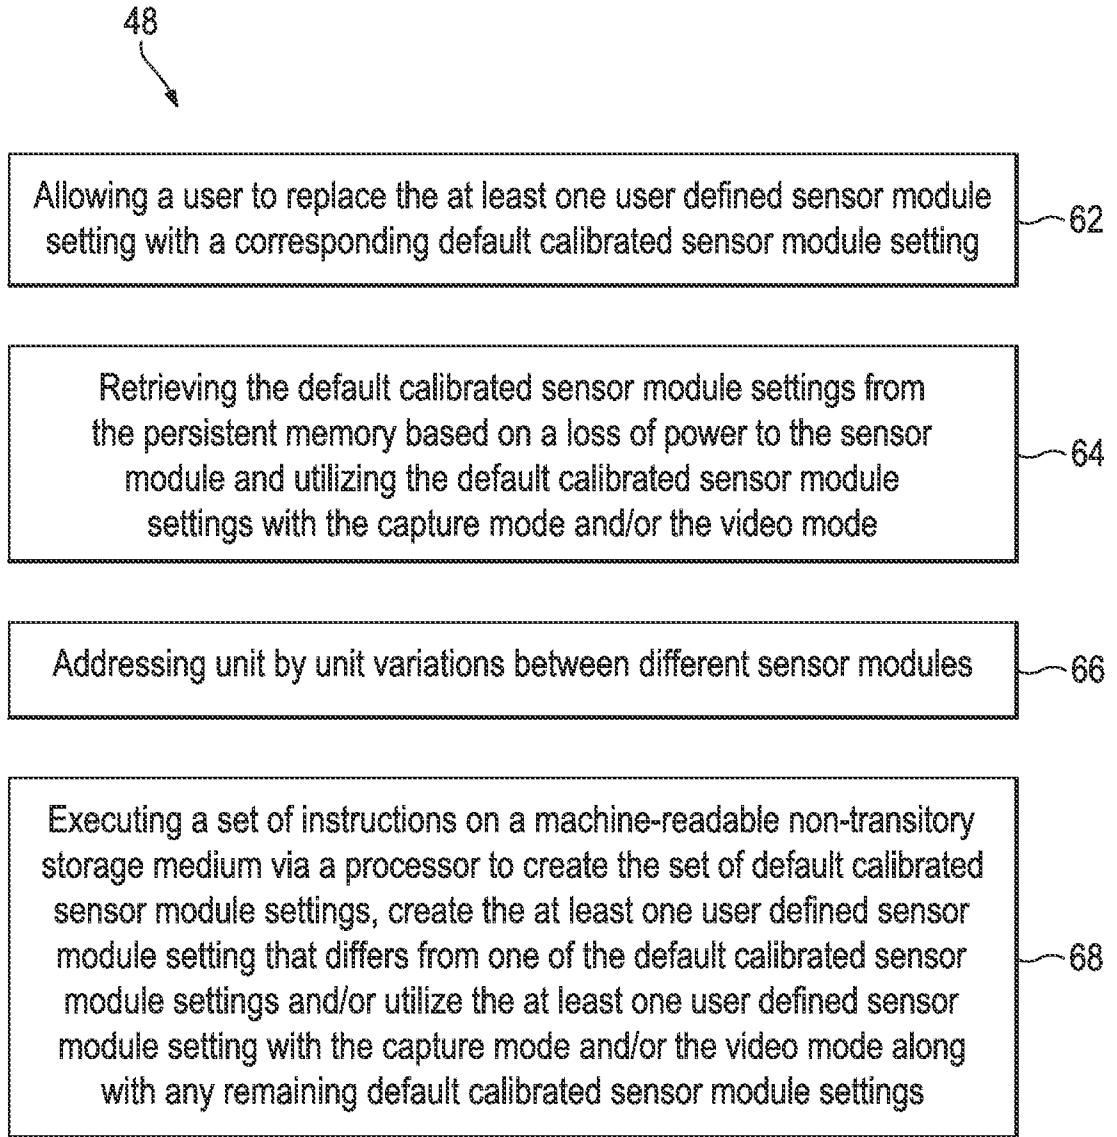 48
Allowing a user to replace the at least one user defined sensor module
setting with a corresponding default calibrated sensor module setting
62
Retrieving the default calibrated sensor module settings from
the persistent memory based on a loss of power to the sensor
module and utilizing the default calibrated sensor module
settings with the capture mode and/or the video mode
64
Addressing unit by unit variations between different sensor modules
66
Executing a set of instructions on a machine-readable non-transitory
storage medium via a processor to create the set of default calibrated
sensor module settings, create the at least one user defined sensor
module setting that differs from one of the default calibrated sensor
module settings and/or utilize the at least one user defined sensor
module setting with the capture mode and/or the video mode along
with any remaining default calibrated sensor module settings
68